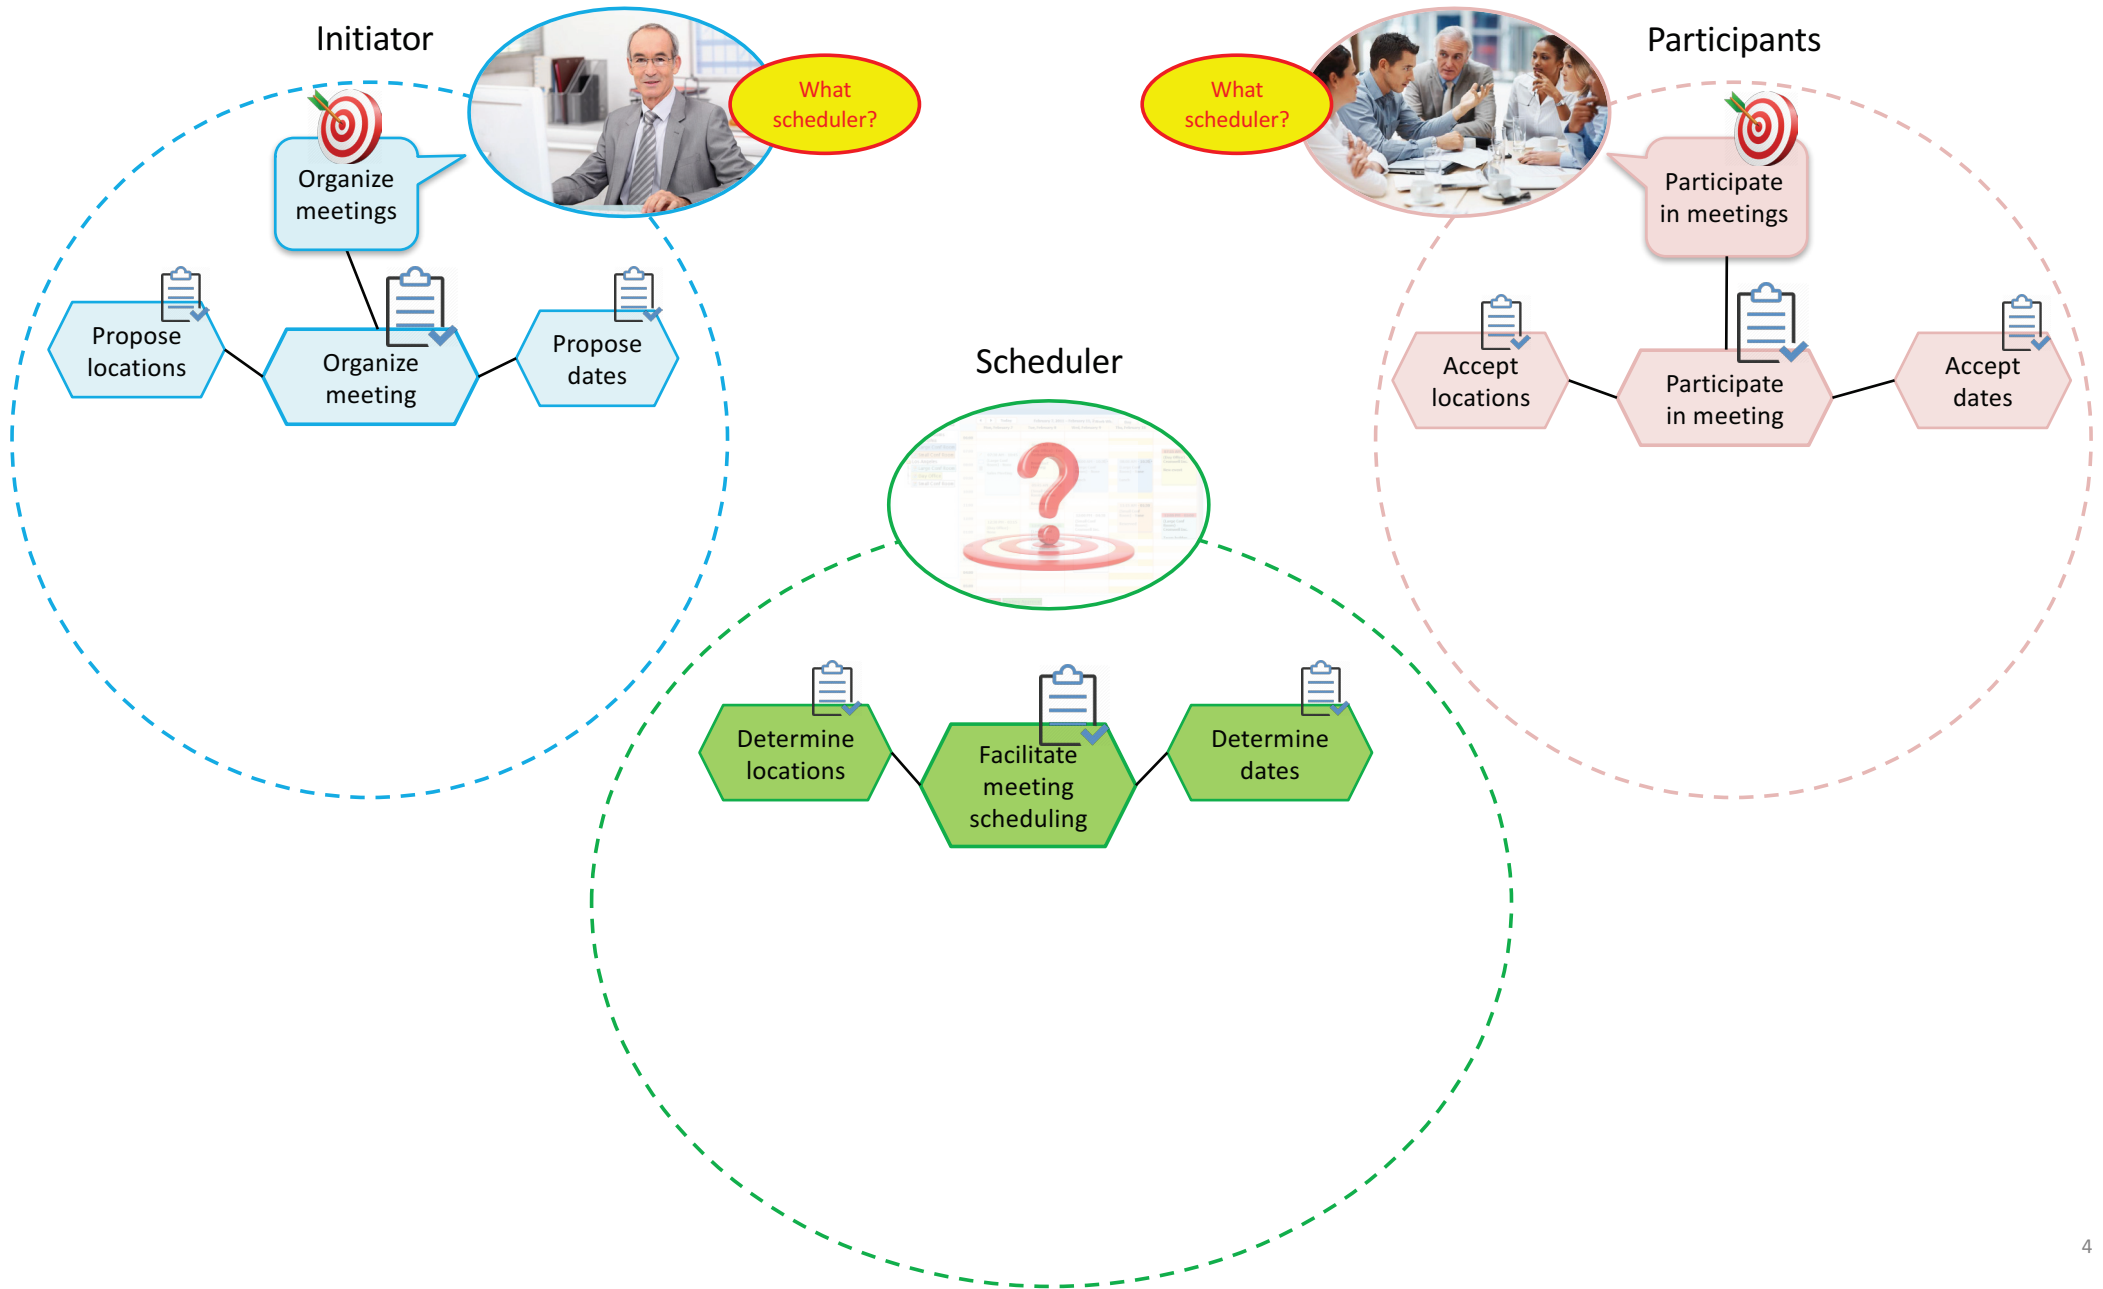 Initiator
Participants
What
scheduler?
What
scheduler?
Organize
meetings
Participate
in meetings
Propose
locations
Organize
meeting
Propose
dates
Scheduler
Accept
locations
Participate
in meeting
Accept
dates
Determine
locations
Facilitate
meeting
scheduling
Determine
dates
4